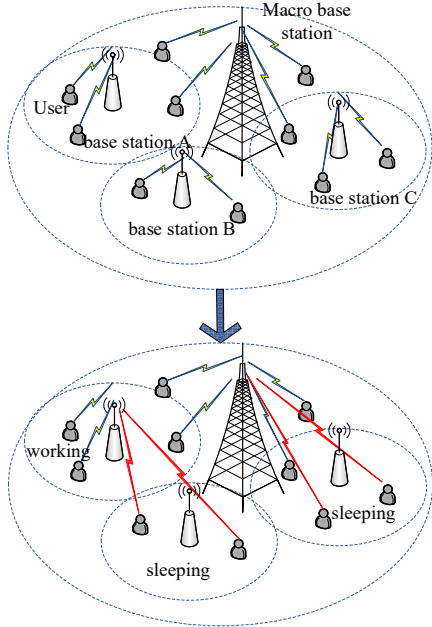 Macro base
station
User
base station A
base station C
base station B
working
sleeping
sleeping